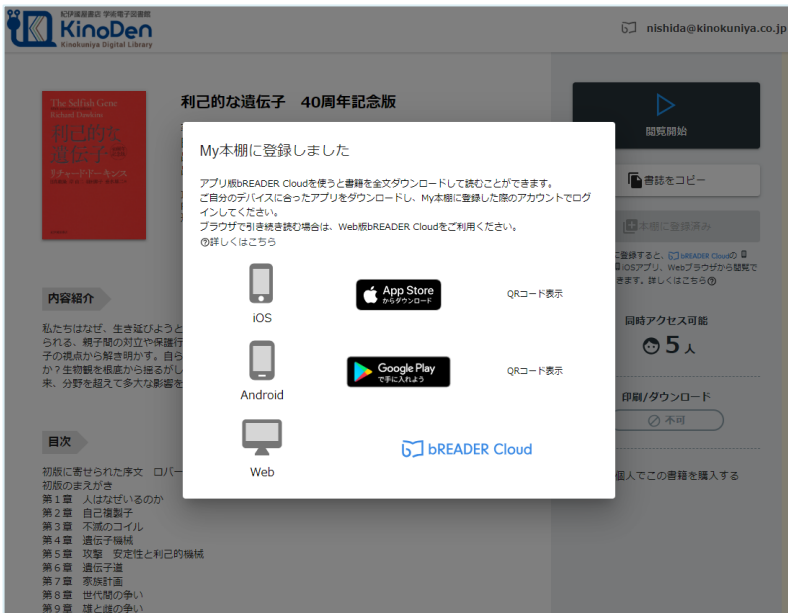 紀伊國屋書店 学術電子図書館
KinoDen
Kinokuniya Digital Library
nishida@kinokuniya.co.jp
The Selfish Gene
Richard Dawkins
利己的な
遺伝子
リチャード・ドーキンス
利己的な遺伝子 40周年記念版
閲覧開始
書誌をコピー
本棚に登録済み
に登録すると、bREADER Cloudの
iOSアプリ、Webブラウザから閲覧で
きます。詳しくはこちら
同時アクセス可能
5人
印刷/ダウンロード
不可
個人でこの書籍を購入する
My本棚に登録しました
アプリ版bREADER Cloudを使うと書籍を全文ダウンロードして読むことができます。
ご自分のデバイスに合ったアプリをダウンロードし、My本棚に登録した際のアカウントでログ
インしてください。
ブラウザで引き続き読む場合は、Web版bREADER Cloudをご利用ください。
?詳しくはこちら
iOS
App Store
からダウンロード
QRコード表示
Android
Google Play
で手に入れよう
QRコード表示
Web
bREADER Cloud
内容紹介
私たちはなぜ、生き延びようと
られる、親子間の対立や保護行
子の視点から解き明かす。自ら
か？生物観を根底から揺るがし
来、分野を超えて多大な影響を
目次
初版に寄せられた序文 ロバー
初版のまえがき
第１章 人はなぜいるのか
第２章 自己複製子
第３章 不滅のコイル
第４章 遺伝子機械
第５章 攻撃 安定性と利己的機械
第６章 遺伝子道
第７章 家族計画
第８章 世代間の争い
第９章 雄と雌の争い